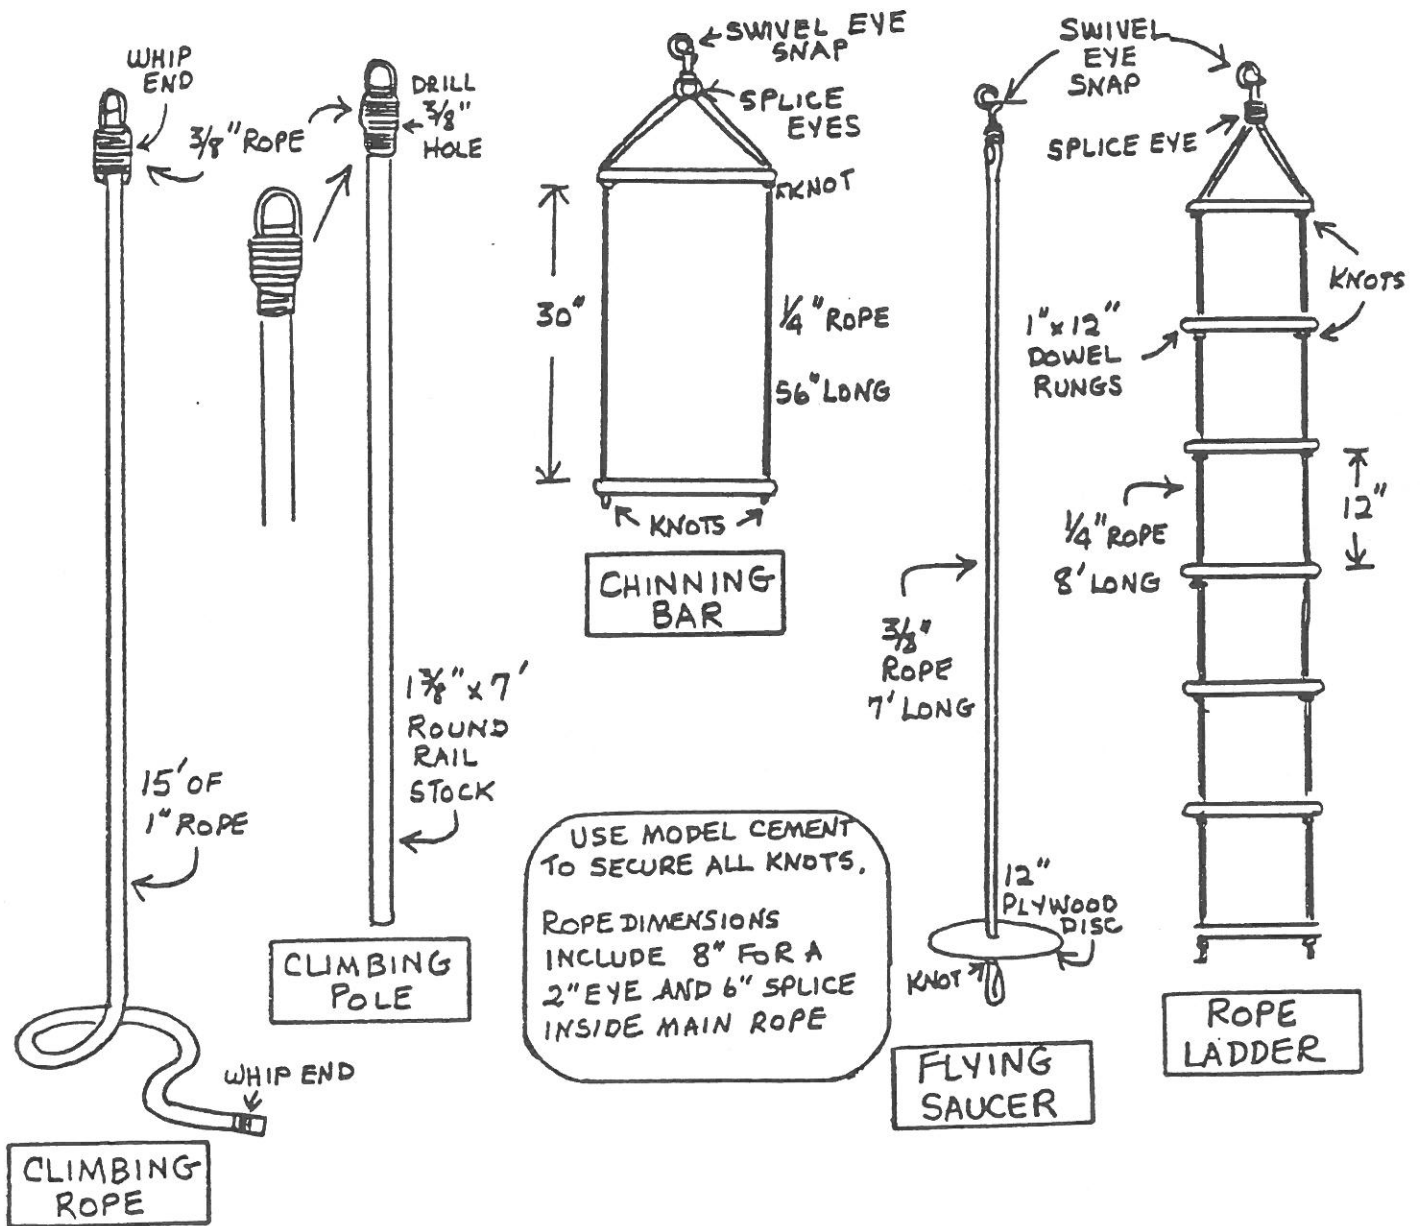 WHIP
END
3/8" ROPE
DRILL
3/8"
HOLE
15' OF
1" ROPE
WHIP END
CLIMBING
ROPE
1 3/8" x 7'
ROUND
RAIL
STOCK
CLIMBING
POLE
SWIVEL EYE
SNAP
SPLICE
EYES
KNOT
30"
1/4" ROPE
56" LONG
KNOTS
CHINNING
BAR
USE MODEL CEMENT
TO SECURE ALL KNOTS.
ROPE DIMENSIONS
INCLUDE 8" FOR A
2" EYE AND 6" SPLICE
INSIDE MAIN ROPE
SWIVEL
EYE
SNAP
3/8"
ROPE
7' LONG
12"
PLYWOOD
DISC
KNOT
FLYING
SAUCER
SPLICE EYE
KNOTS
1" x 12"
DOWEL
RUNGS
12"
1/4" ROPE
8' LONG
ROPE
LADDER